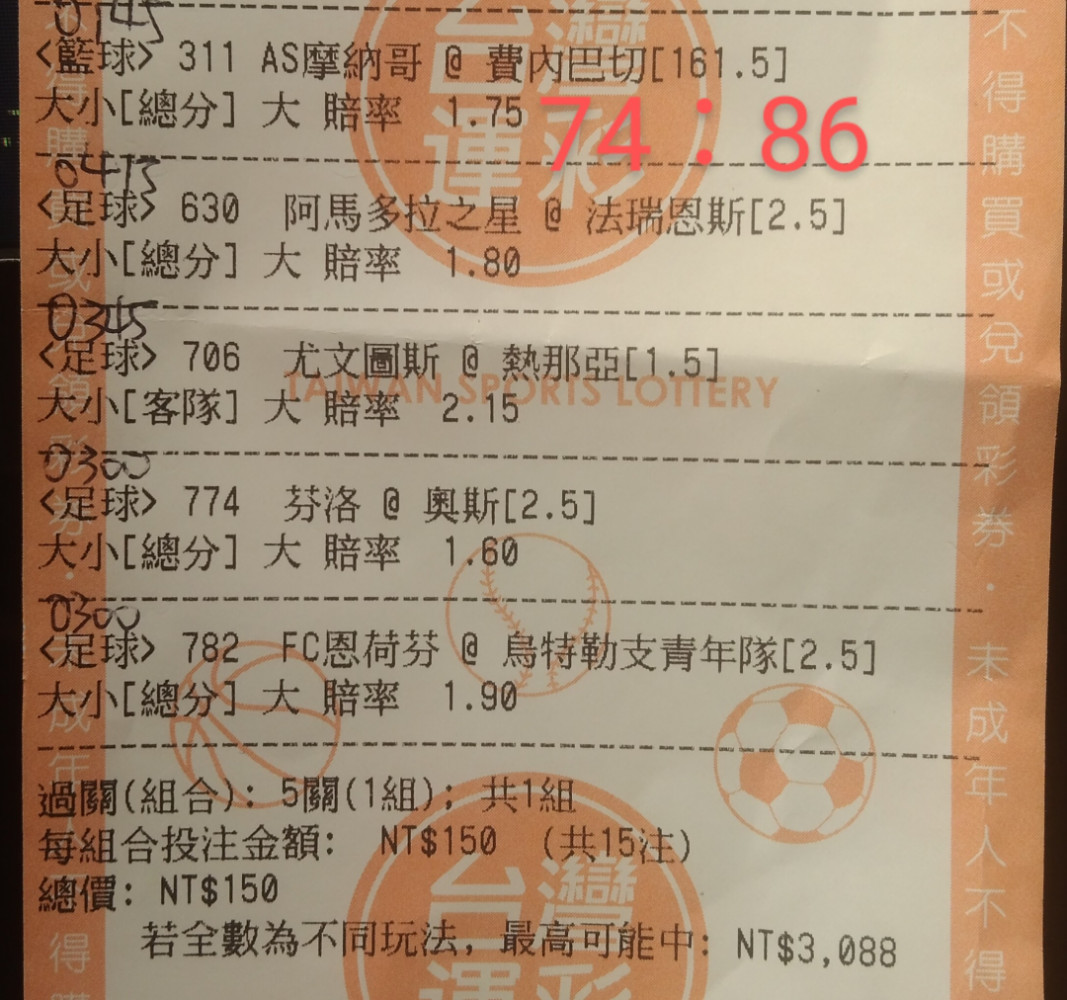 0145
<籃球> 311 AS摩納哥 @ 費內巴切[161.5]
大小[總分] 大 賠率 1.75
74：86
0415
<足球> 630 阿馬多拉之星 @ 法瑞恩斯[2.5]
大小[總分] 大 賠率 1.80
0345
<足球> 706 尤文圖斯 @ 熱那亞[1.5]
大小[客隊] 大 賠率 2.15
TAIWAN SPORTS LOTTERY
0300
<足球> 774 芬洛 @ 奧斯[2.5]
大小[總分] 大 賠率 1.60
0300
<足球> 782 FC恩荷芬 @ 烏特勒支青年隊[2.5]
大小[總分] 大 賠率 1.90
過關(組合): 5關(1組); 共1組
每組合投注金額: NT$150 (共15注)
總價: NT$150
若全數為不同玩法, 最高可能中: NT$3,088
台灣運彩
台灣運
不得購買或兌領彩券．未成年人不得